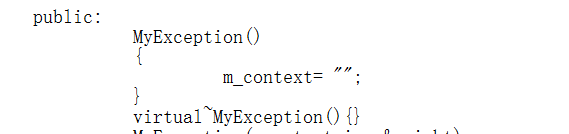 public:
MyException()
{
m_context= "";
}
virtual~MyException(){}